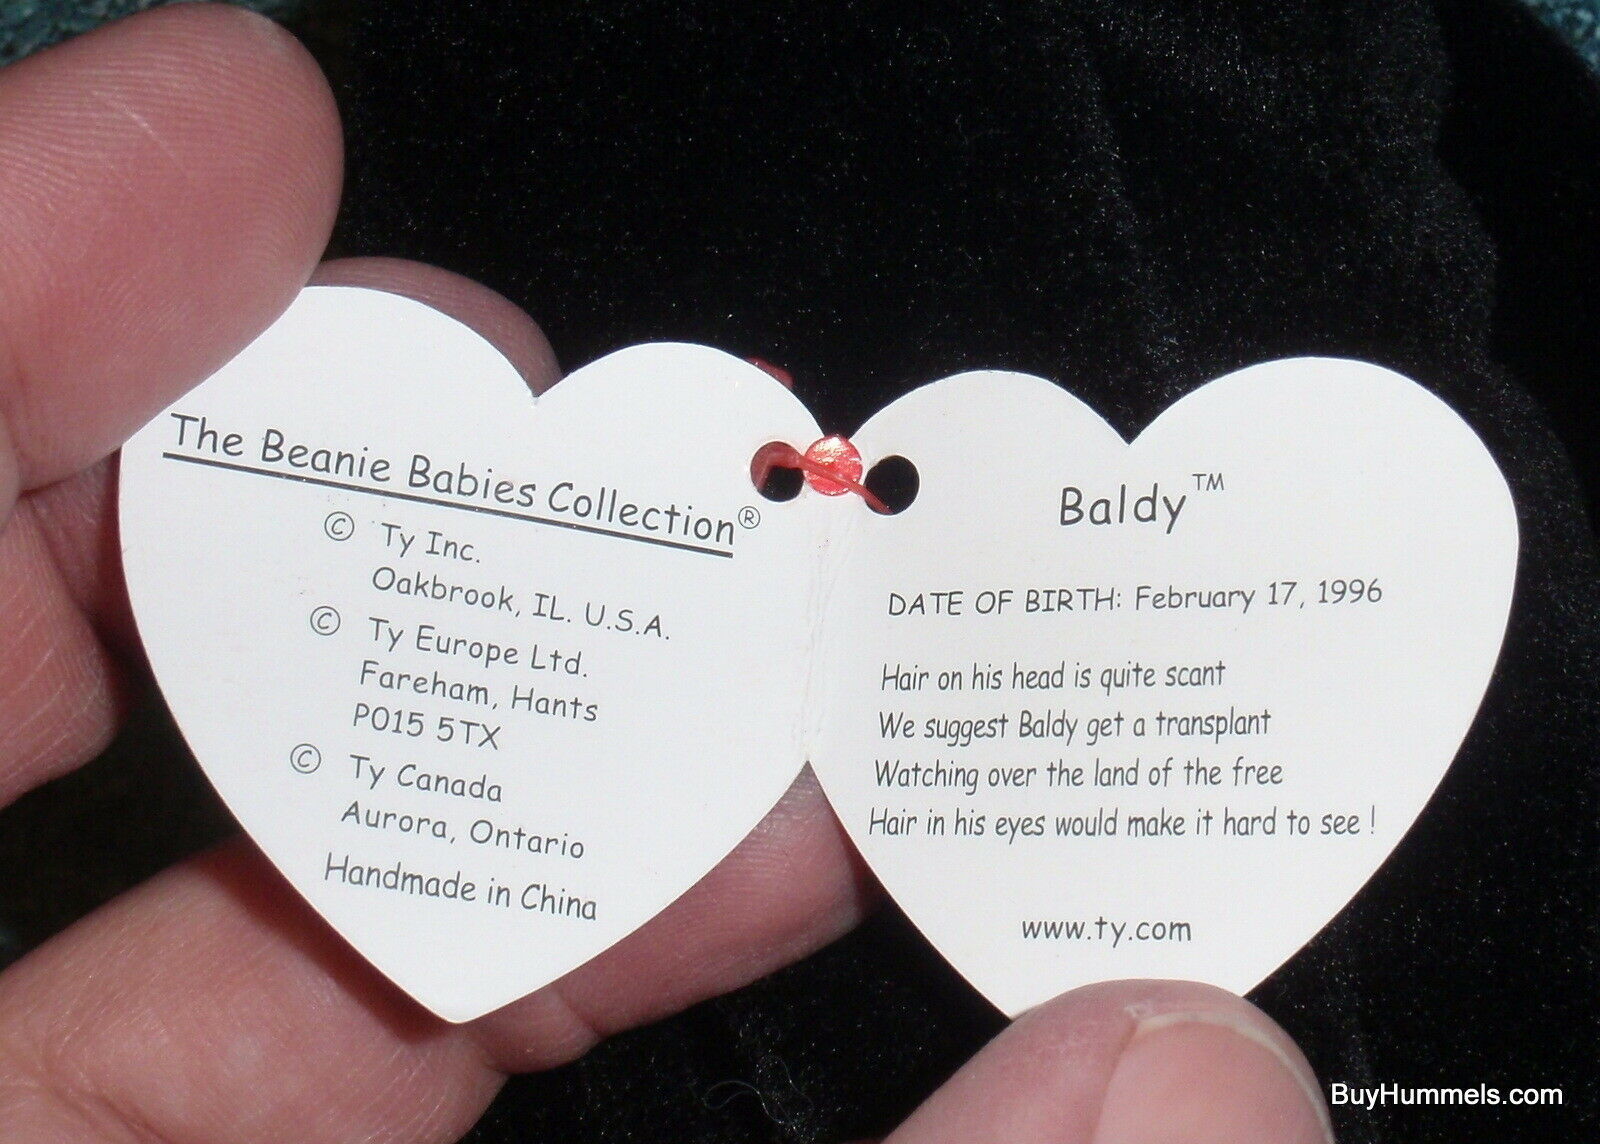 The Beanie Babies Collection®
© Ty Inc.
Oakbrook, IL. U.S.A.
© Ty Europe Ltd.
Fareham, Hants
PO15 5TX
© Ty Canada
Aurora, Ontario
Handmade in China
Baldy™
DATE OF BIRTH: February 17, 1996
Hair on his head is quite scant
We suggest Baldy get a transplant
Watching over the land of the free
Hair in his eyes would make it hard to see !
www.ty.com
BuyHummels.com